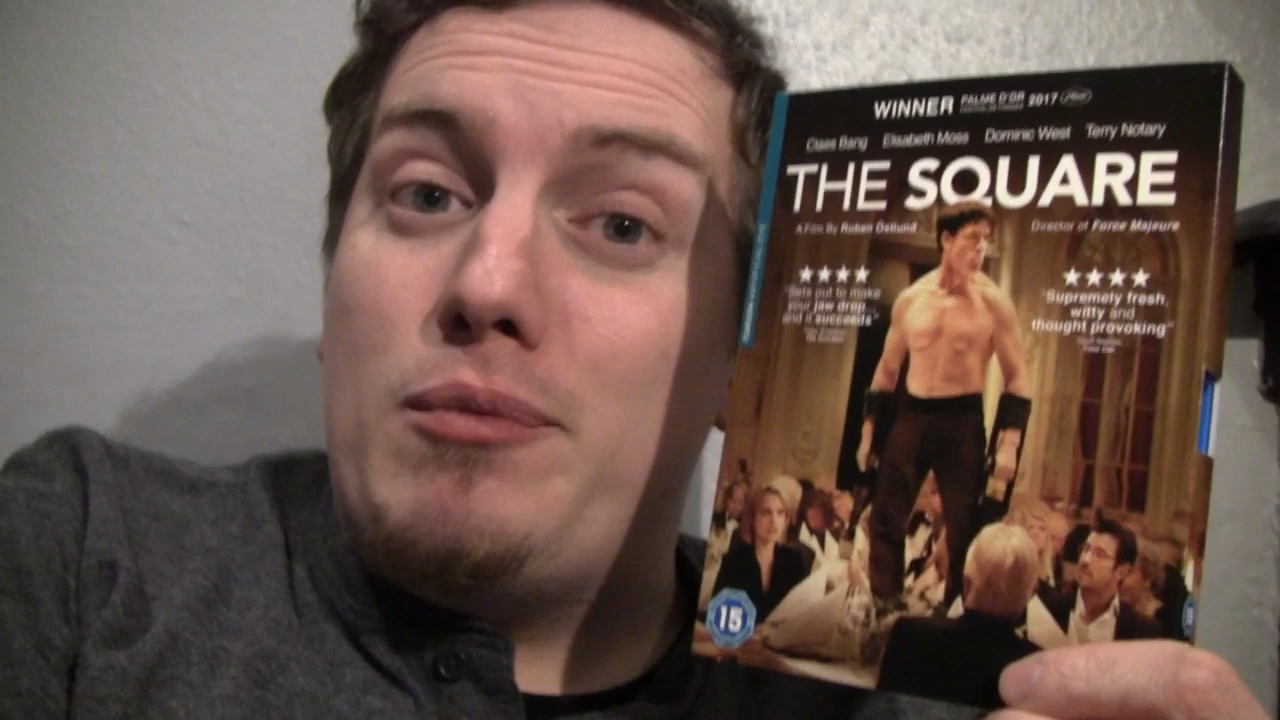 WINNER PALME D'OR 2017
Claes Bang Elisabeth Moss Dominic West Terry Notary
THE SQUARE
A Film By Ruben Östlund Director of Force Majeure
"Sets out to make
your jaw drop...
and it succeeds"
"Supremely fresh,
witty and
thought provoking"
15